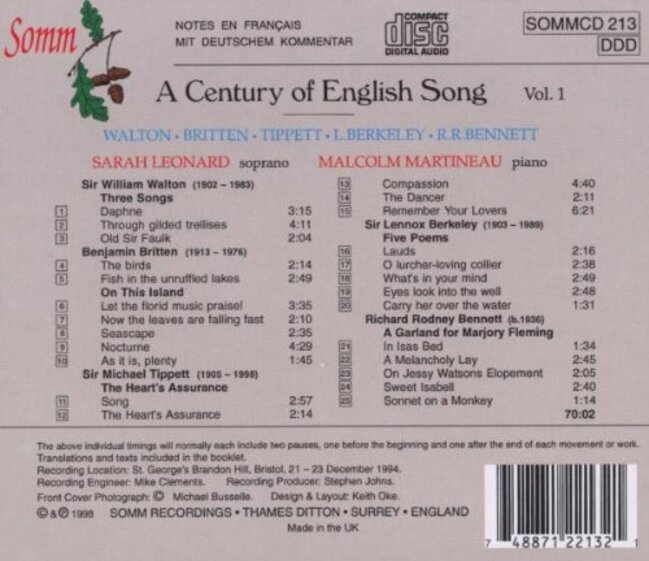 Somm
NOTES EN FRANÇAIS
MIT DEUTSCHEM KOMMENTAR
COMPACT
disc
DIGITAL AUDIO
SOMMCD 213
DDD
A Century of English Song Vol. 1
WALTON • BRITTEN • TIPPETT • L.BERKELEY • R.R.BENNETT
SARAH LEONARD soprano MALCOLM MARTINEAU piano
Sir William Walton (1902 – 1983)
Three Songs
1 Daphne 3:15
2 Through gilded trellises 4:11
3 Old Sir Faulk 2:04
Benjamin Britten (1913 – 1976)
4 The birds 2:14
5 Fish in the unruffled lakes 2:49
On This Island
6 Let the florid music praise! 3:35
7 Now the leaves are falling fast 2:10
8 Seascape 2:35
9 Nocturne 4:29
10 As it is, plenty 1:45
Sir Michael Tippett (1905 – 1998)
The Heart's Assurance
11 Song 2:57
12 The Heart's Assurance 2:14
13 Compassion 4:40
14 The Dancer 2:11
15 Remember Your Lovers 6:21
Sir Lennox Berkeley (1903 – 1989)
Five Poems
16 Lauds 2:16
17 O lurcher-loving collier 2:38
18 What's in your mind 2:49
19 Eyes look into the well 2:48
20 Carry her over the water 1:31
Richard Rodney Bennett (b.1936)
A Garland for Marjory Fleming
21 In Isas Bed 1:34
22 A Melancholy Lay 2:45
23 On Jessy Watsons Elopement 2:05
24 Sweet Isabell 2:40
25 Sonnet on a Monkey 1:14
70.02
The above individual timings will normally each include two pauses, one before the beginning and one after the end of each movement or work.
Translations and texts included in the booklet.
Recording Location: St. George's Brandon Hill, Bristol, 21 – 23 December 1994.
Recording Engineer: Mike Clements. Recording Producer: Stephen Johns.
Front Cover Photograph: © Michael Busselle. Design & Layout: Keith Oke.
© & ℗ 1998 SOMM RECORDINGS • THAMES DITTON • SURREY • ENGLAND
Made in the UK
7 48871 22132 1